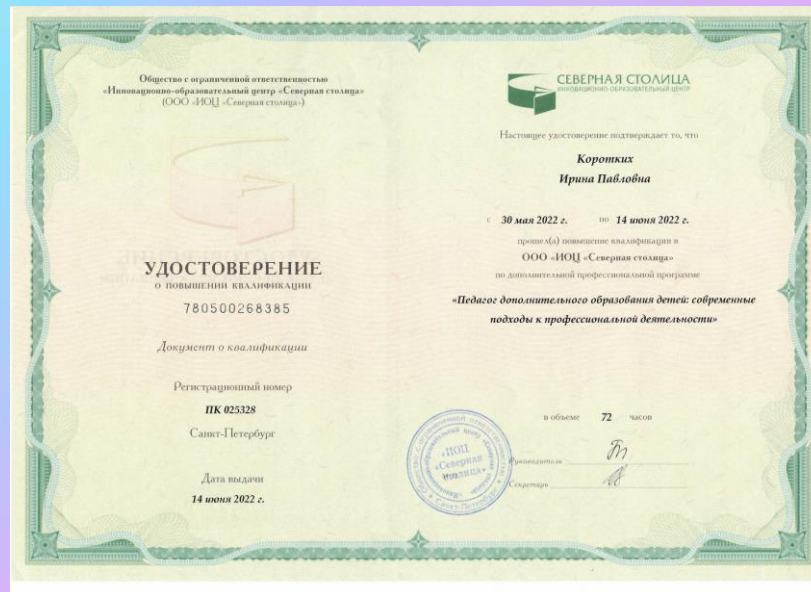 Общество с ограниченной ответственностью
«Инновационно-образовательный центр «Северная столица»
(ООО «ИОЦ «Северная столица»)
УДОСТОВЕРЕНИЕ
О ПОВЫШЕНИИ КВАЛИФИКАЦИИ
780500268385
Документ о квалификации
Регистрационный номер
ПК 025328
Санкт-Петербург
Дата выдачи
14 июня 2022 г.
СЕВЕРНАЯ СТОЛИЦА
ИННОВАЦИОННО-ОБРАЗОВАТЕЛЬНЫЙ ЦЕНТР
Настоящее удостоверение подтверждает то, что
Коротких
Ирина Павловна
с 30 мая 2022 г. по 14 июня 2022 г.
прошел(а) повышение квалификации в
ООО «ИОЦ «Северная столица»
по дополнительной профессиональной программе
«Педагог дополнительного образования детей: современные
подходы к профессиональной деятельности»
в объеме 72 часов
Руководитель
Секретарь
«ИОЦ
«Северная
столица»